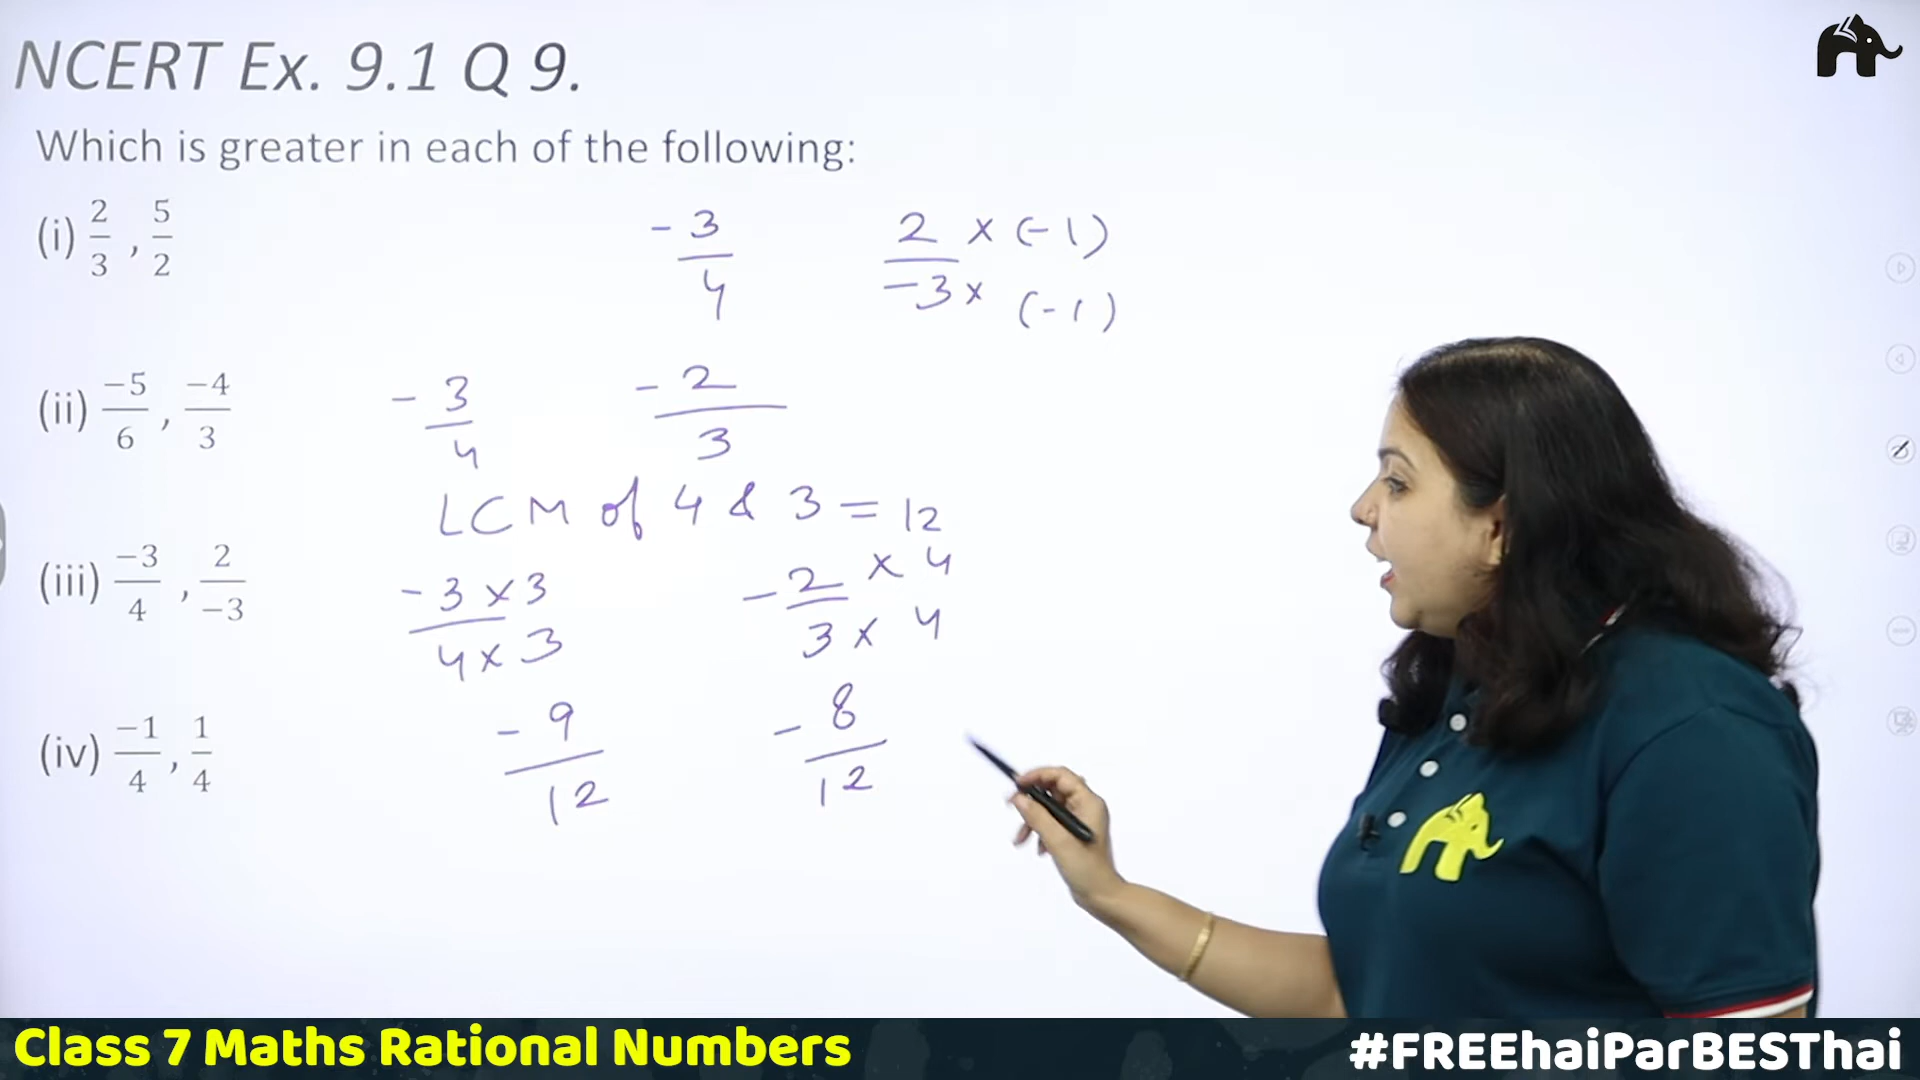 NCERT Ex. 9.1 Q 9.
Which is greater in each of the following:
(i) 2/3 , 5/2
-3/4
2 × (-1)
-3 × (-1)
(ii) -5/6 , -4/3
-3/4
-2/3
LCM of 4 & 3 = 12
(iii) -3/4 , 2/-3
-3 × 3
4 × 3
-2 × 4
3 × 4
(iv) -1/4 , 1/4
-9/12
-8/12
Class 7 Maths Rational Numbers
#FREEhaiParBESThai